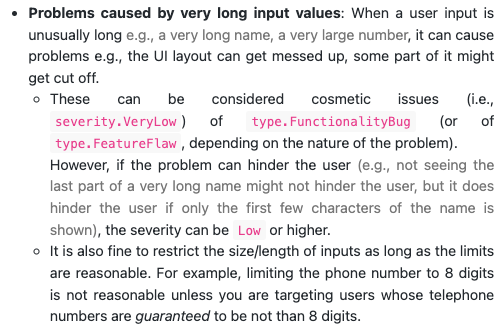 • Problems caused by very long input values: When a user input is
unusually long e.g., a very long name, a very large number, it can cause
problems e.g., the UI layout can get messed up, some part of it might
get cut off.
◦ These can be considered cosmetic issues (i.e.,
severity.VeryLow ) of type.FunctionalityBug (or of
type.FeatureFlaw , depending on the nature of the problem).
However, if the problem can hinder the user (e.g., not seeing the
last part of a very long name might not hinder the user, but it does
hinder the user if only the first few characters of the name is
shown), the severity can be Low or higher.
◦ It is also fine to restrict the size/length of inputs as long as the limits
are reasonable. For example, limiting the phone number to 8 digits
is not reasonable unless you are targeting users whose telephone
numbers are guaranteed to be not than 8 digits.